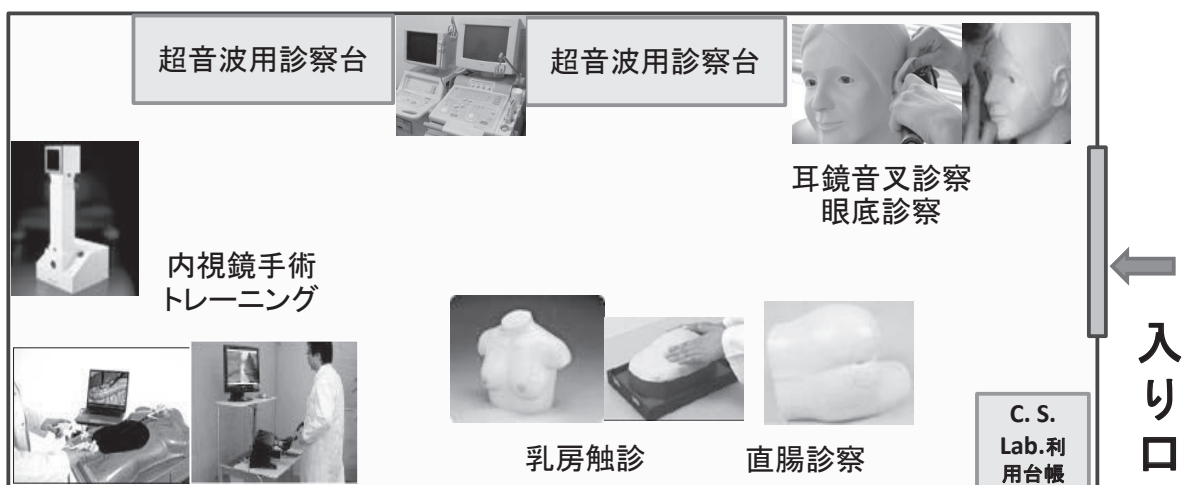 超音波用診察台
超音波用診察台
耳鏡音叉診察
眼底診察
内視鏡手術
トレーニング
入り口
乳房触診
直腸診察
C. S.
Lab.利
用台帳